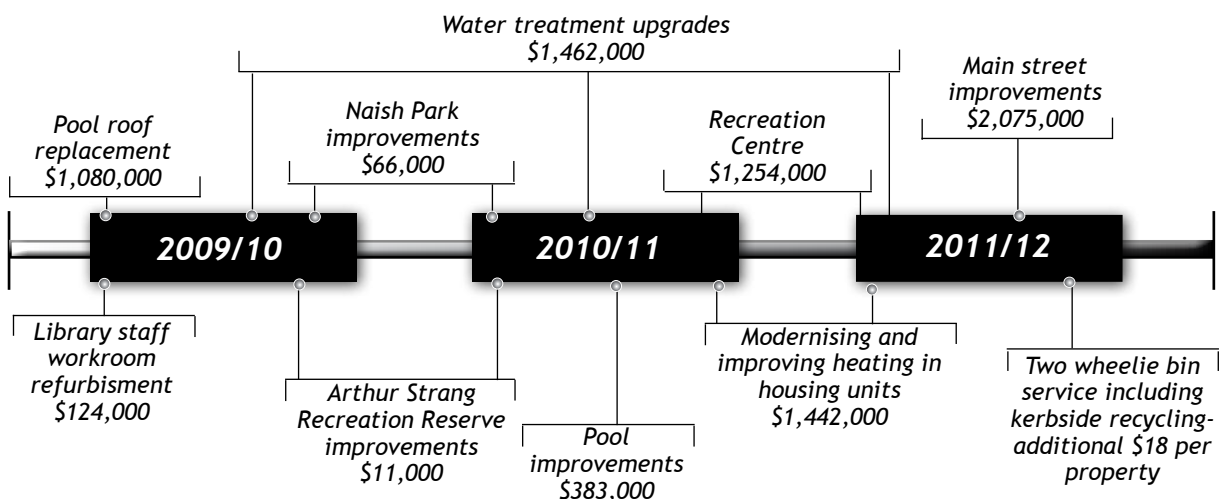 Water treatment upgrades
$1,462,000
Pool roof
replacement
$1,080,000
Naish Park
improvements
$66,000
Recreation
Centre
$1,254,000
Main street
improvements
$2,075,000
2009/10
2010/11
2011/12
Library staff
workroom
refurbisment
$124,000
Arthur Strang
Recreation Reserve
improvements
$11,000
Pool
improvements
$383,000
Modernising and
improving heating in
housing units
$1,442,000
Two wheelie bin
service including
kerbside recycling-
additional $18 per
property